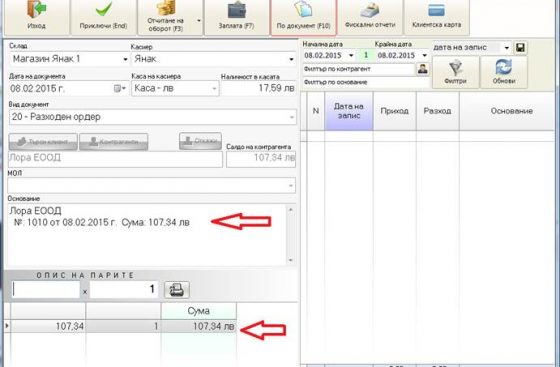 Изход
Приключи (End)
Отчитане на оборот (F3)
Заплата (F7)
По документ (F10)
Фискални отчети
Клиентска карта
Склад
Касиер
Магазин Янак 1
Янак
Дата на документа
Каса на касиера
Наличност в касата
08.02.2015 г.
Каса - лв
17,59 лв
Вид документ
20 - Разходен ордер
Търси клиент
Контрагенти
Откажи
Салдо на контрагента
Лора ЕООД
107,34 лв
МОЛ
Основание
Лора ЕООД
№: 1010 от 08.02.2015 г. Сума: 107,34 лв
ОПИС НА ПАРИТЕ
x
1
Сума
107,34
1
107,34 лв
Начална дата
Крайна дата
дата на запис
08.02.2015
1
08.02.2015
Филтър по контрагент
Филтър по основание
Филтри
Обнови
N
Дата на запис
Приход
Разход
Основание